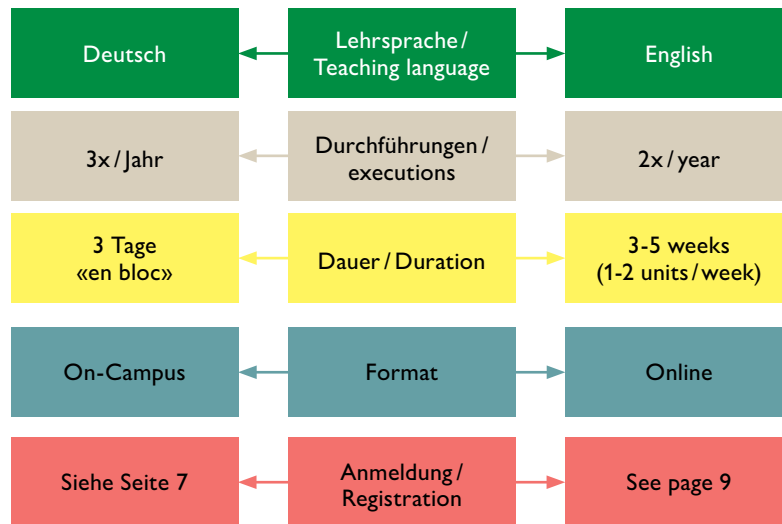 Deutsch
Lehrsprache /
Teaching language
English
3x / Jahr
Durchführungen /
executions
2x / year
3 Tage
«en bloc»
Dauer / Duration
3-5 weeks
(1-2 units / week)
On-Campus
Format
Online
Siehe Seite 7
Anmeldung /
Registration
See page 9